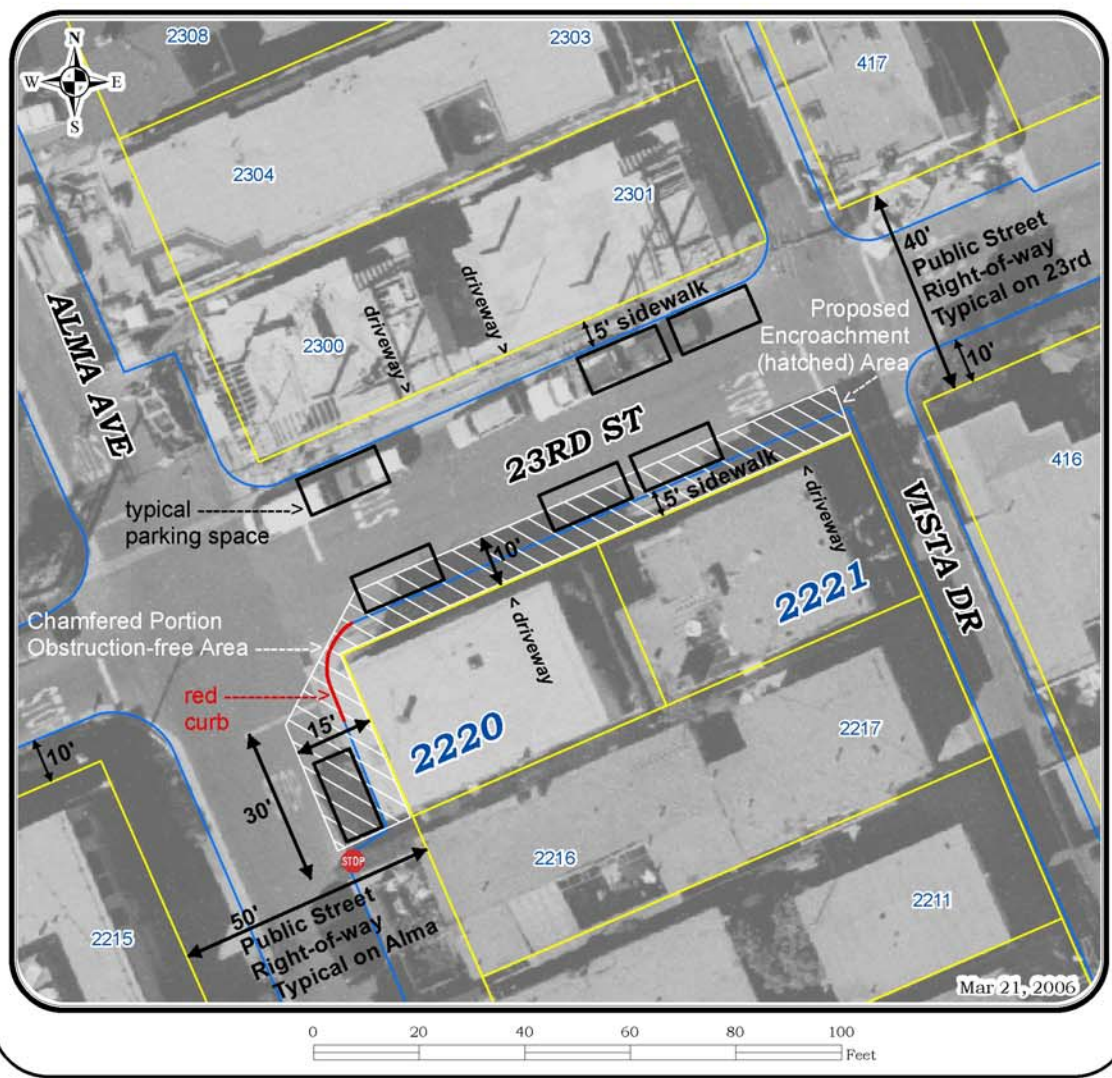 N
W
E
S
2308
2303
417
2304
2301
40'
Public Street
Right-of-way
Typical on 23rd
ALMA AVE
driveway >
driveway >
5' sidewalk
Proposed
Encroachment
(hatched) Area
10'
2300
23RD ST
416
typical ---------->
parking space
5' sidewalk
< driveway
VISTA DR
10'
2221
< driveway
Chamfered Portion
Obstruction-free Area ------->
red ------------>
curb
15'
2220
2217
10'
30'
STOP
2216
50'
Public Street
Right-of-way
Typical on Alma
2211
2215
Mar 21, 2006
0 20 40 60 80 100
Feet